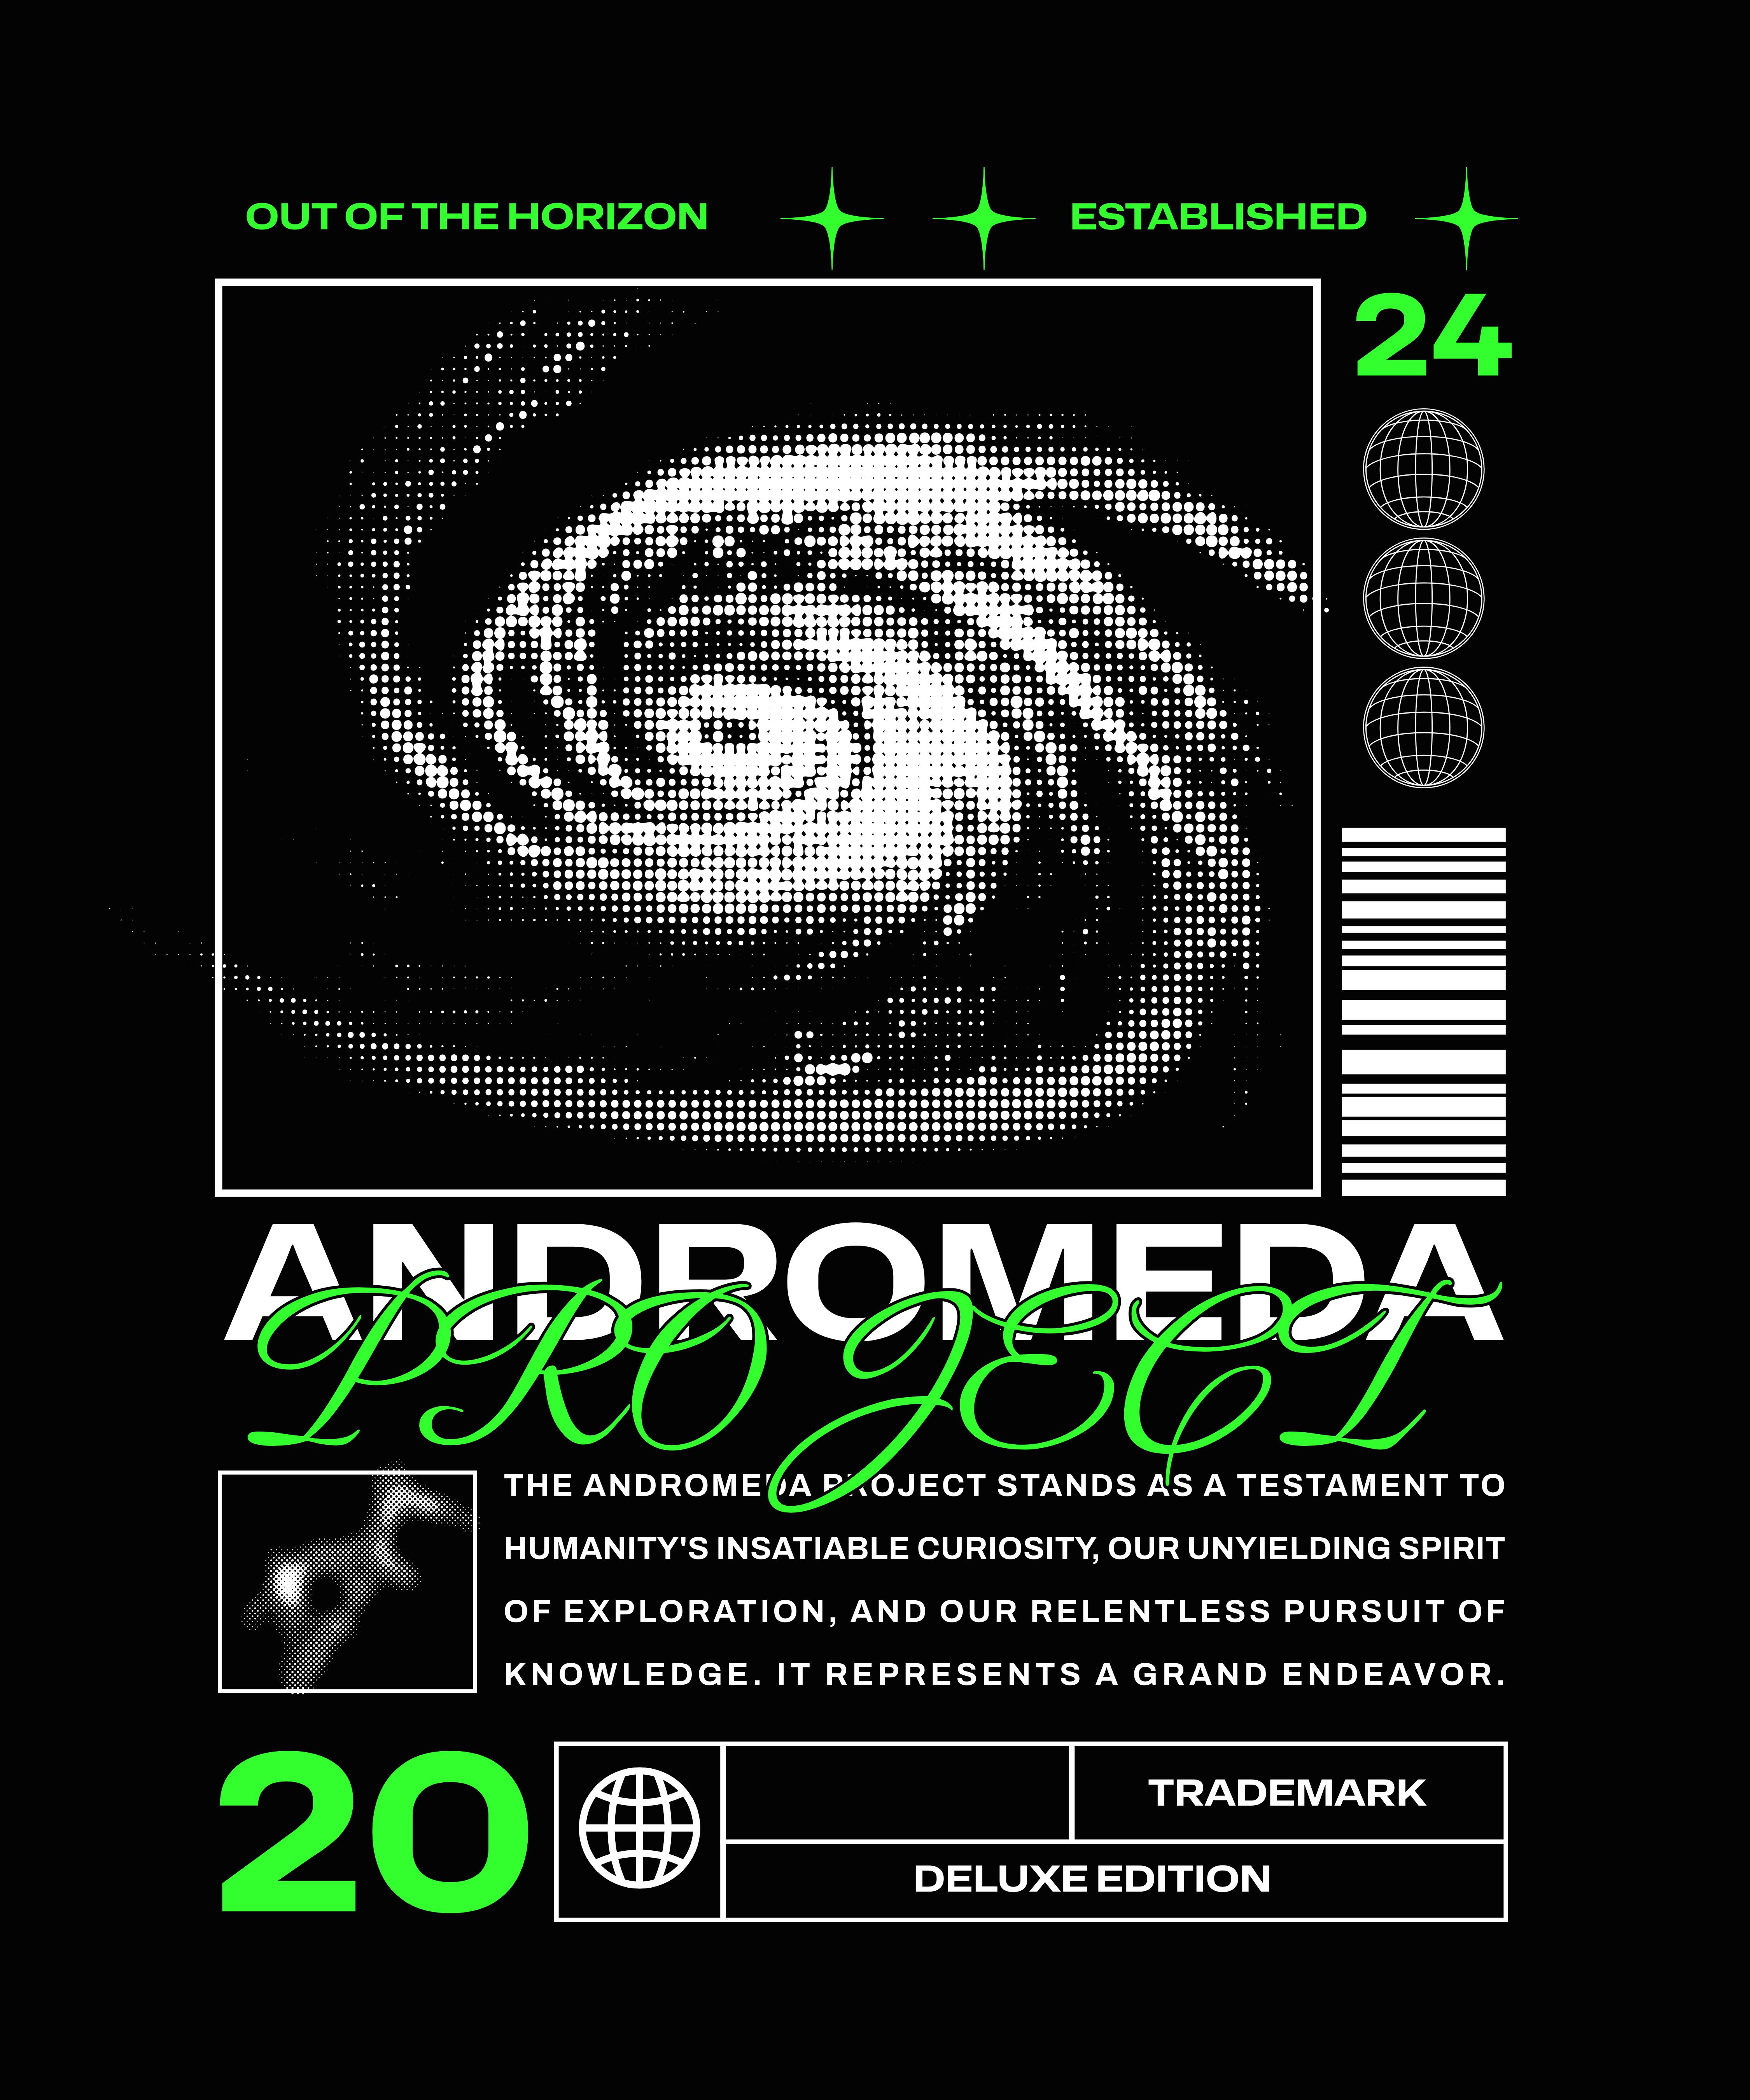 OUT OF THE HORIZON
ESTABLISHED
24
ANDROMEDA
PROJECT
THE ANDROMEDA PROJECT STANDS AS A TESTAMENT TO
HUMANITY'S INSATIABLE CURIOSITY, OUR UNYIELDING SPIRIT
OF EXPLORATION, AND OUR RELENTLESS PURSUIT OF
KNOWLEDGE. IT REPRESENTS A GRAND ENDEAVOR.
20
TRADEMARK
DELUXE EDITION